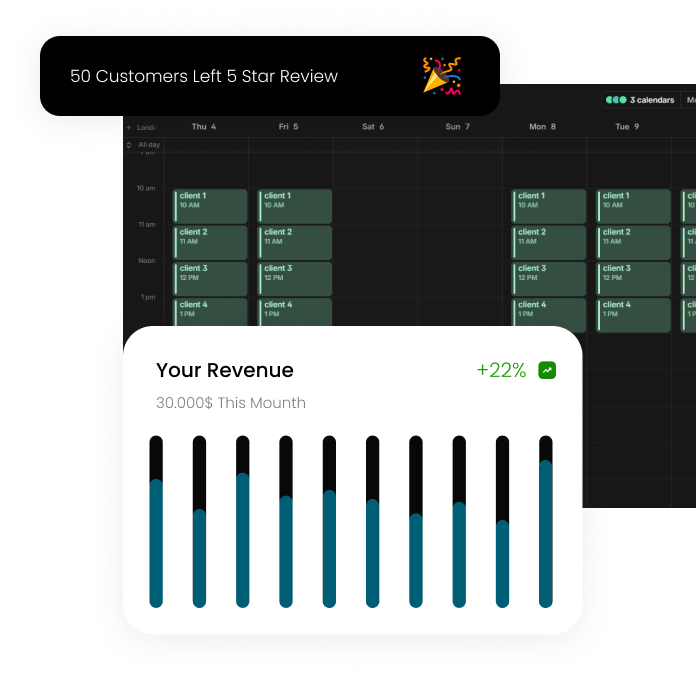 50 Customers Left 5 Star Review
3 calendars
+ Thu 4 Fri 5 Sat 6 Sun 7 Mon 8 Tue 9
All day
10 am
client 1 client 1 client 1 client 1
10 AM 10 AM 10 AM 10 AM
11 am
client 2 client 2 client 2 client 2
11 AM 11 AM 11 AM 11 AM
Noon
client 3 client 3 client 3 client 3
12 PM 12 PM 12 PM 12 PM
1 pm
client 4 client 4 client 4 client 4
1 PM 1 PM 1 PM 1 PM
Your Revenue +22%
30.000$ This Mounth